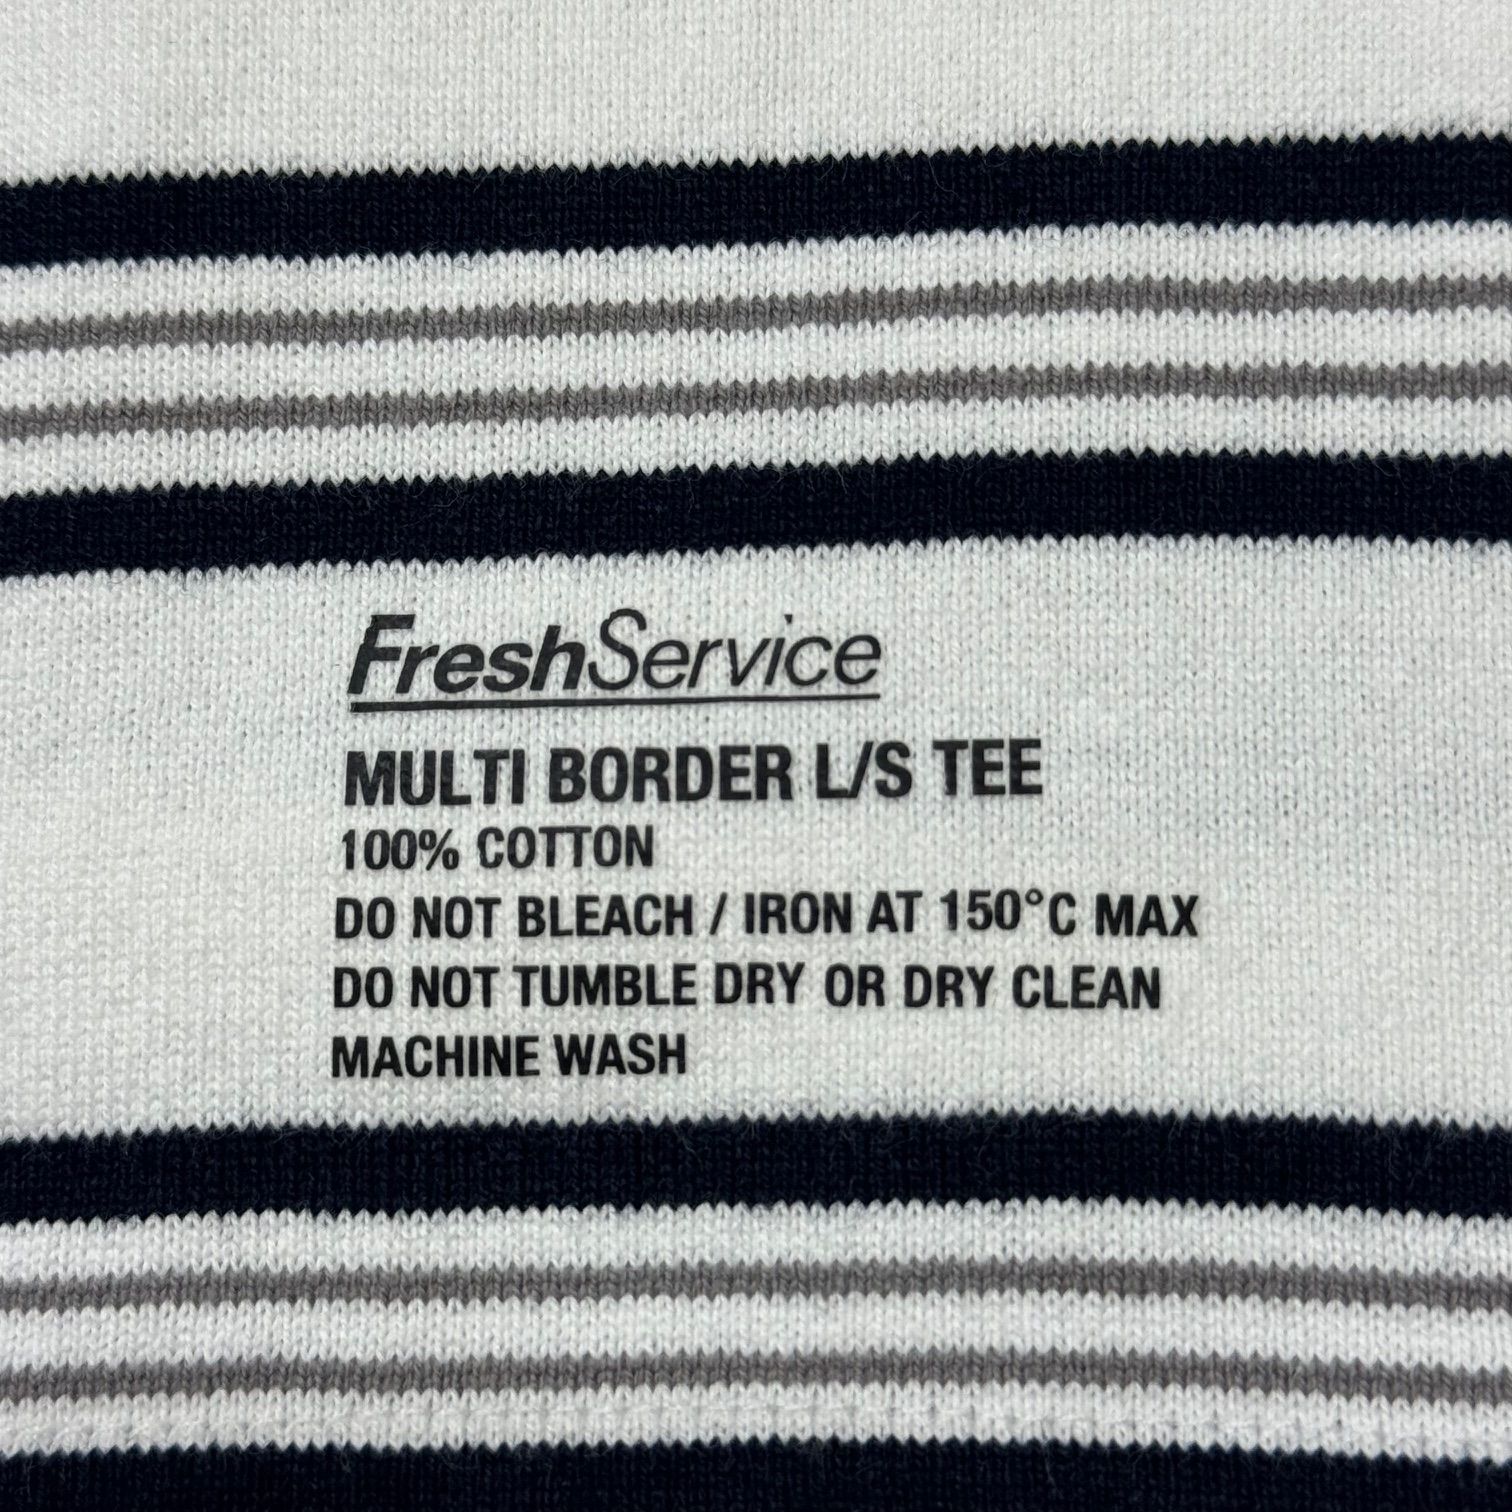 FreshService
MULTI BORDER L/S TEE
100% COTTON
DO NOT BLEACH / IRON AT 150°C MAX
DO NOT TUMBLE DRY OR DRY CLEAN
MACHINE WASH